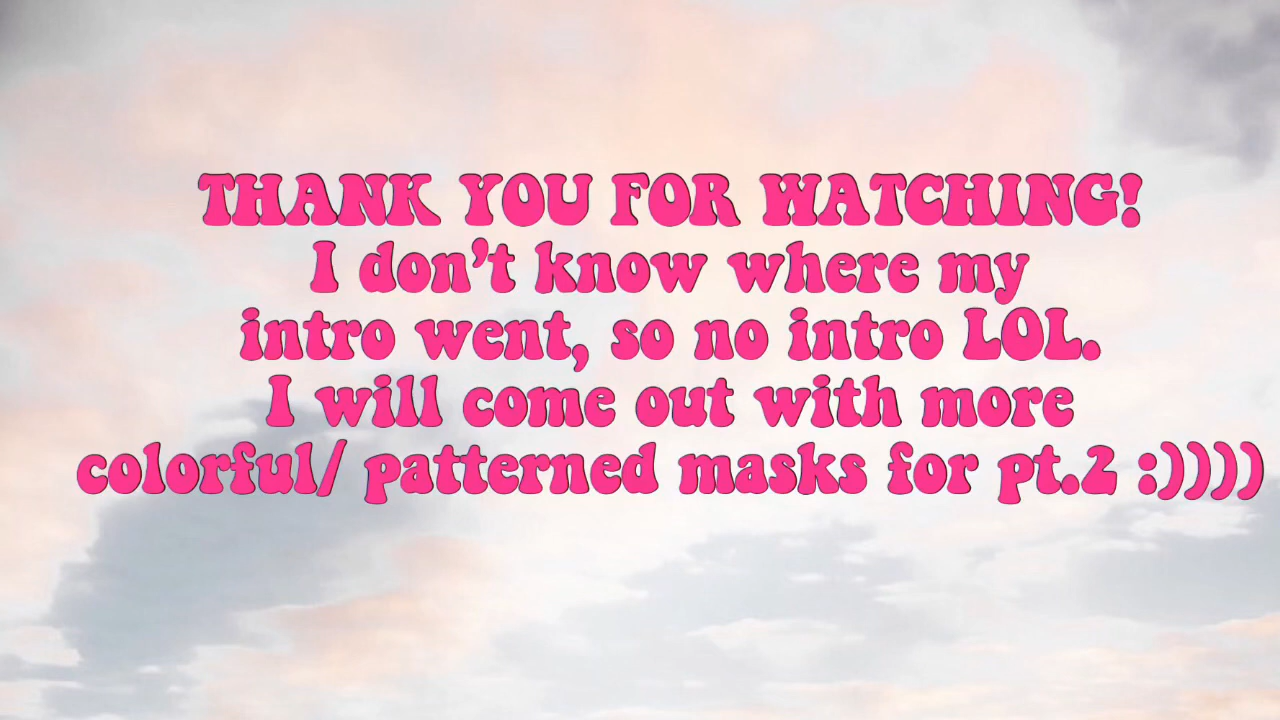 THANK YOU FOR WATCHING!
I don’t know where my
intro went, so no intro LOL.
I will come out with more
colorful/ patterned masks for pt.2 :))))